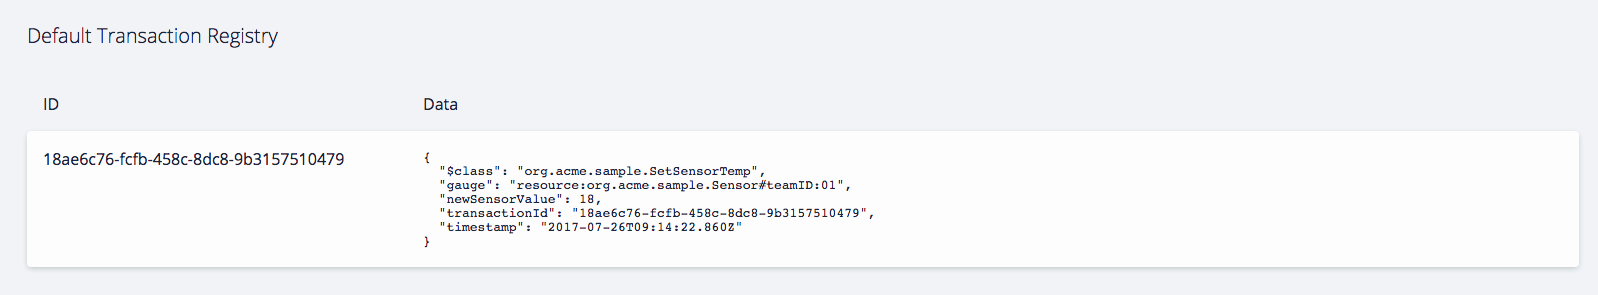 Default Transaction Registry
ID Data
18ae6c76-fcfb-458c-8dc8-9b3157510479
{
"$class": "org.acme.sample.SetSensorTemp",
"gauge": "resource:org.acme.sample.Sensor#teamID:01",
"newSensorValue": 18,
"transactionId": "18ae6c76-fcfb-458c-8dc8-9b3157510479",
"timestamp": "2017-07-26T09:14:22.860Z"
}